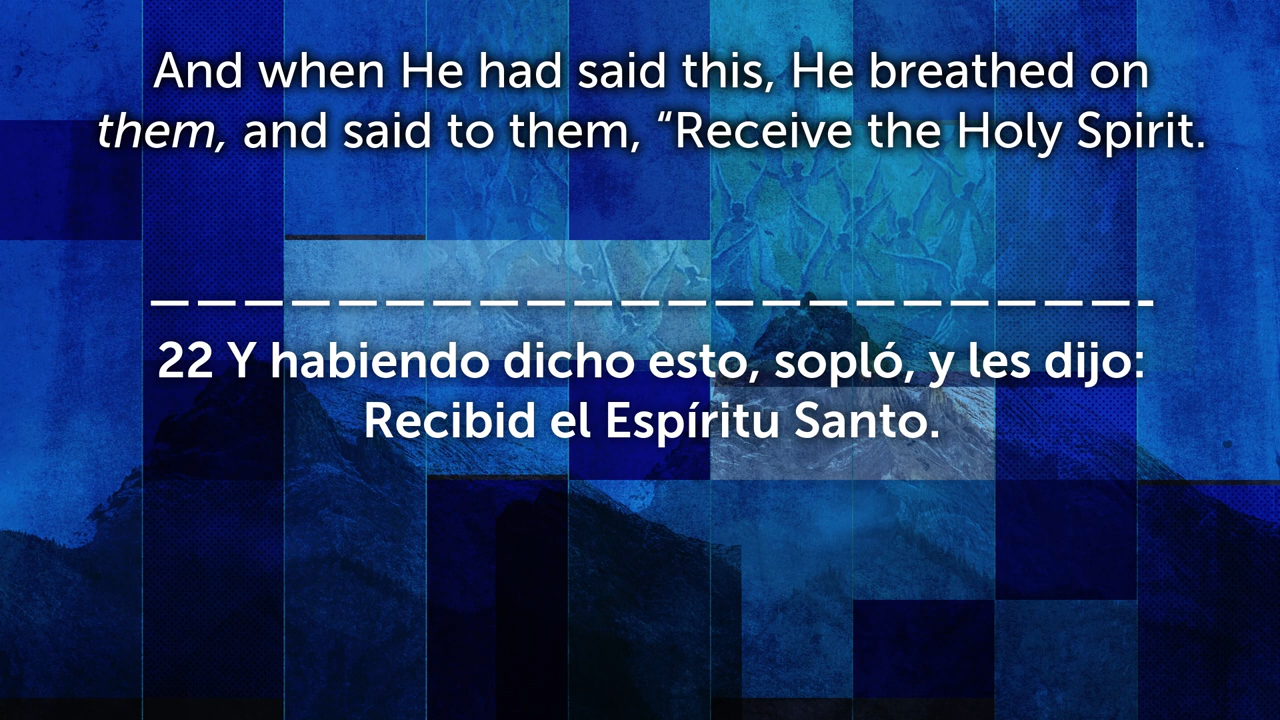 And when He had said this, He breathed on
them, and said to them, “Receive the Holy Spirit.
_ _ _ _ _ _ _ _ _ _ _ _ _ _ _ _ _ _ _ _ _-
22 Y habiendo dicho esto, sopló, y les dijo:
Recibid el Espíritu Santo.